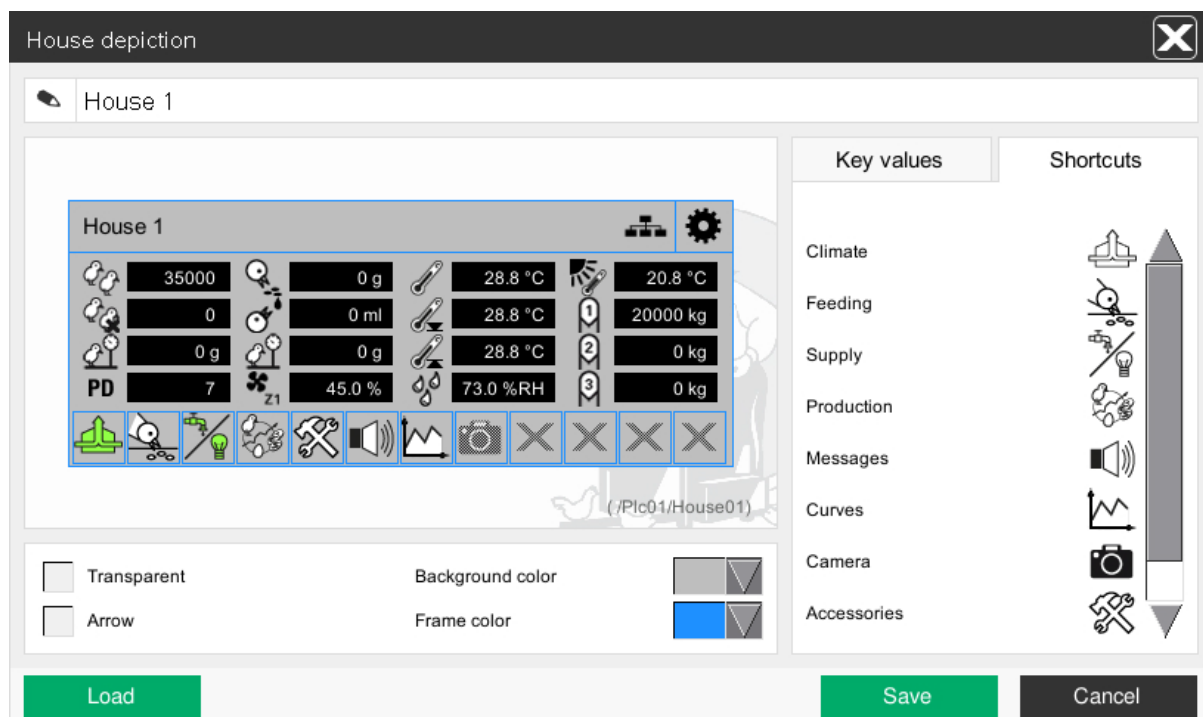 House depiction
House 1
Key values
Shortcuts
House 1
35000 0 g 28.8 °C 20.8 °C
0 0 ml 28.8 °C 1 20000 kg
0 g 0 g 28.8 °C 2 0 kg
PD 7 Z1 45.0 % 73.0 %RH 3 0 kg
( /Plc01/House01)
Climate
Feeding
Supply
Production
Messages
Curves
Camera
Accessories
Transparent
Background color
Arrow
Frame color
Load
Save
Cancel